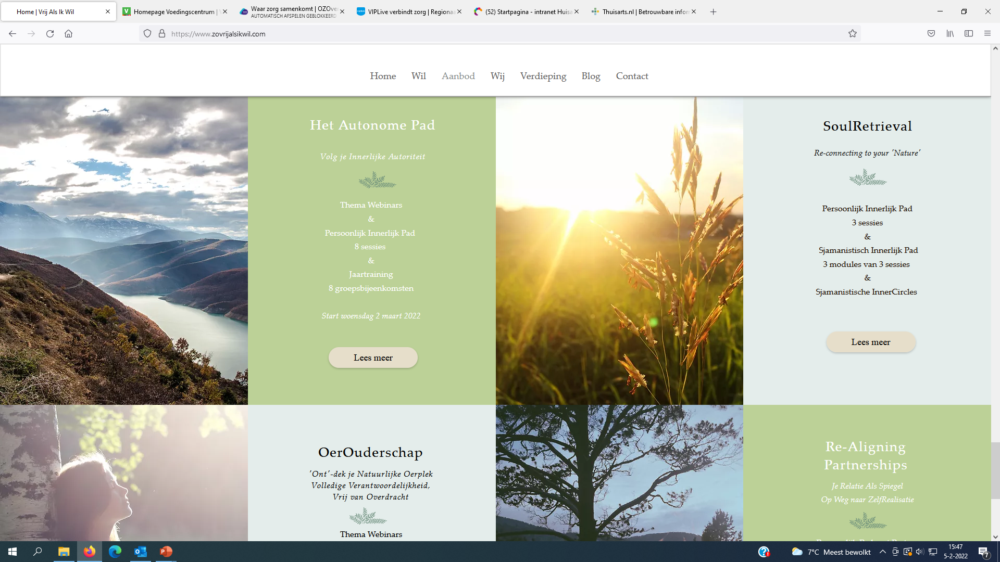 Home | Vrij Als Ik Wil
Homepage Voedingscentrum |
Waar zorg samenkomt | OZOver
AUTOMATISCH AFSPELEN GEBLOKKEERD
VIPLive verbindt zorg | Regionaa
(52) Startpagina - intranet Huisa
Thuisarts.nl | Betrouwbare infor
https://www.zovrijalsikwil.com
Home Wil Aanbod Wij Verdieping Blog Contact
Het Autonome Pad
Volg je Innerlijke Autoriteit
Thema Webinars
&
Persoonlijk Innerlijk Pad
8 sessies
&
Jaartraining
8 groepsbijeenkomsten
Start woensdag 2 maart 2022
Lees meer
SoulRetrieval
Re-connecting to your 'Nature'
Persoonlijk Innerlijk Pad
3 sessies
&
Sjamanistisch Innerlijk Pad
3 modules van 3 sessies
&
Sjamanistische InnerCircles
Lees meer
OerOuderschap
'Ont'-dek je Natuurlijke Oerplek
Volledige Verantwoordelijkheid,
Vrij van Overdracht
Thema Webinars
Re-Aligning
Partnerships
Je Relatie Als Spiegel
Op Weg naar ZelfRealisatie
7°C Meest bewolkt
15:47
5-2-2022
7